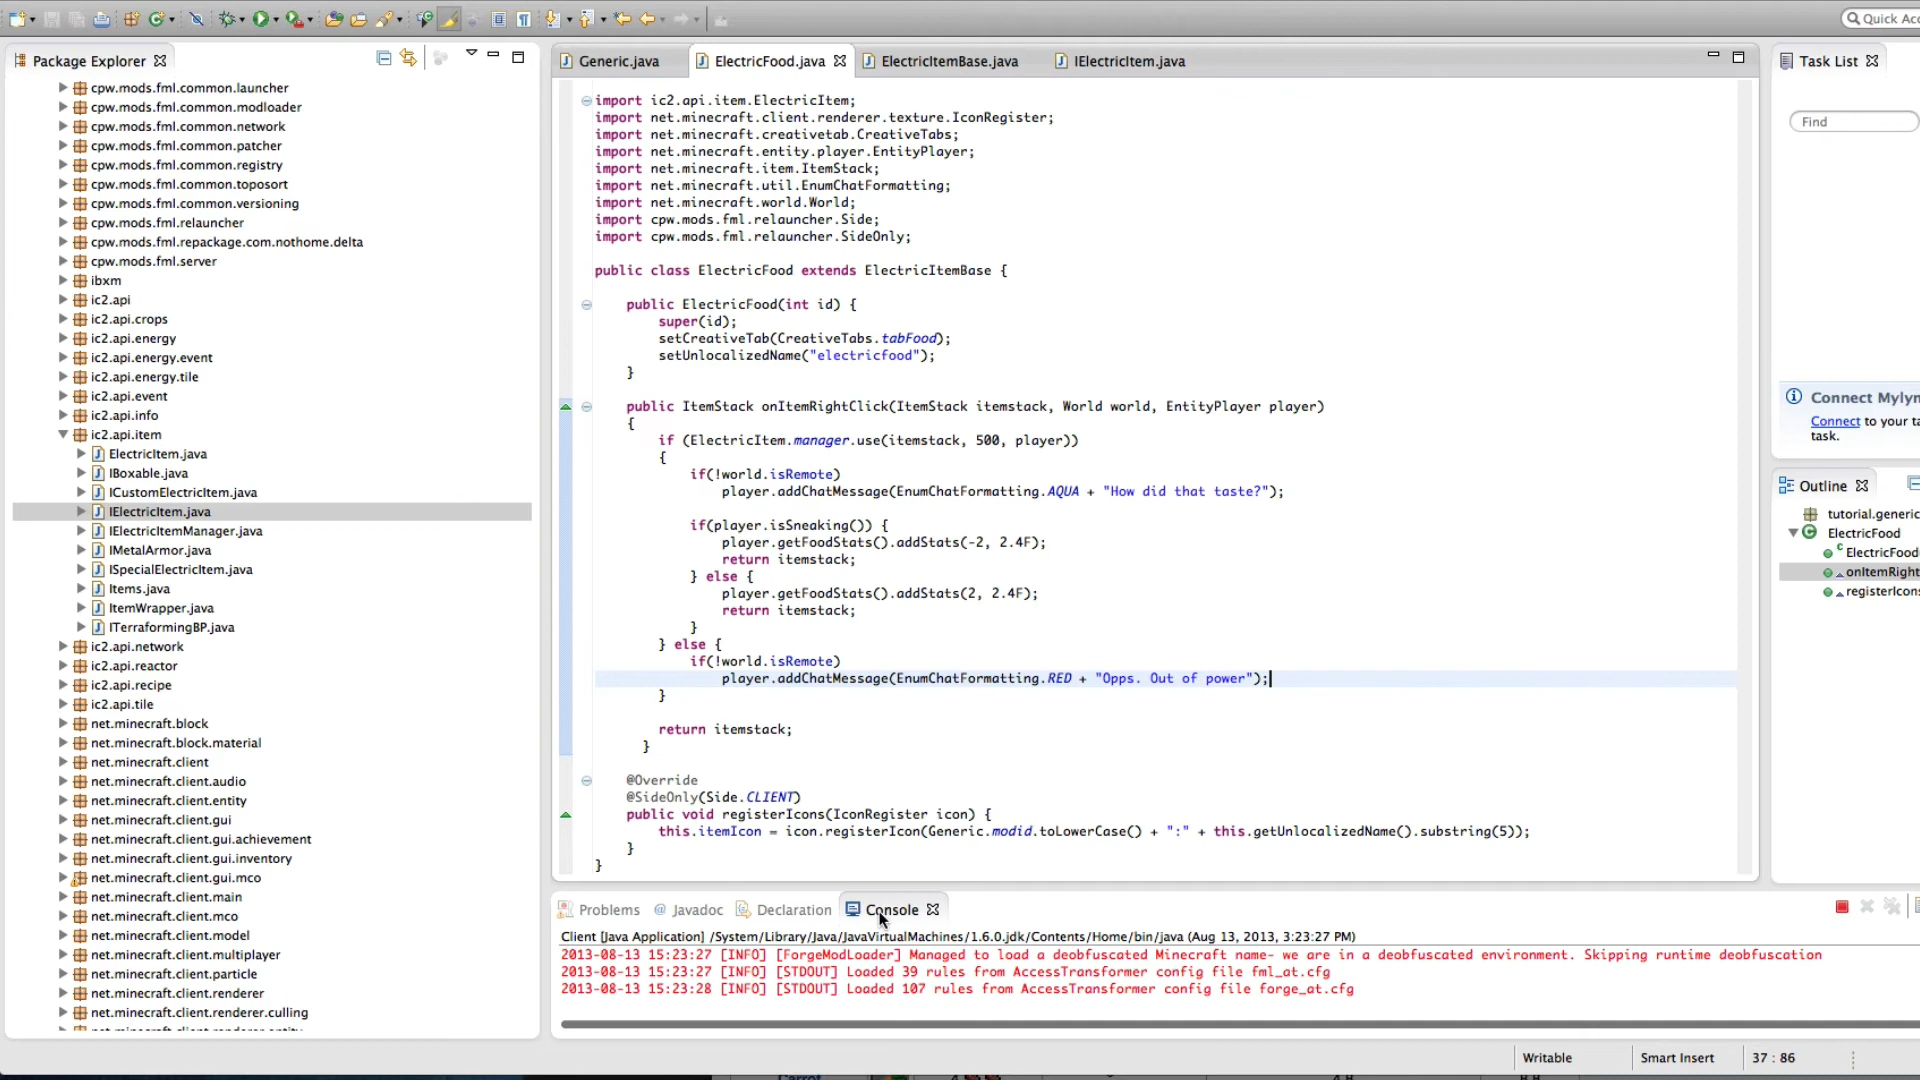 Quick Acc
Package Explorer
Generic.java
ElectricFood.java
ElectricItemBase.java
IElectricItem.java
Task List
cpw.mods.fml.common.launcher
cpw.mods.fml.common.modloader
cpw.mods.fml.common.network
cpw.mods.fml.common.patcher
cpw.mods.fml.common.registry
cpw.mods.fml.common.toposort
cpw.mods.fml.common.versioning
cpw.mods.fml.relauncher
cpw.mods.fml.repackage.com.nothome.delta
cpw.mods.fml.server
ibxm
ic2.api
ic2.api.crops
ic2.api.energy
ic2.api.energy.event
ic2.api.energy.tile
ic2.api.event
ic2.api.info
ic2.api.item
ElectricItem.java
IBoxable.java
ICustomElectricItem.java
IElectricItem.java
IElectricItemManager.java
IMetalArmor.java
ISpecialElectricItem.java
Items.java
ItemWrapper.java
ITerraformingBP.java
ic2.api.network
ic2.api.reactor
ic2.api.recipe
ic2.api.tile
net.minecraft.block
net.minecraft.block.material
net.minecraft.client
net.minecraft.client.audio
net.minecraft.client.entity
net.minecraft.client.gui
net.minecraft.client.gui.achievement
net.minecraft.client.gui.inventory
net.minecraft.client.gui.mco
net.minecraft.client.main
net.minecraft.client.mco
net.minecraft.client.model
net.minecraft.client.multiplayer
net.minecraft.client.particle
net.minecraft.client.renderer
net.minecraft.client.renderer.culling
import ic2.api.item.ElectricItem;
import net.minecraft.client.renderer.texture.IconRegister;
import net.minecraft.creativetab.CreativeTabs;
import net.minecraft.entity.player.EntityPlayer;
import net.minecraft.item.ItemStack;
import net.minecraft.util.EnumChatFormatting;
import net.minecraft.world.World;
import cpw.mods.fml.relauncher.Side;
import cpw.mods.fml.relauncher.SideOnly;
public class ElectricFood extends ElectricItemBase {
public ElectricFood(int id) {
super(id);
setCreativeTab(CreativeTabs.tabFood);
setUnlocalizedName("electricfood");
}
public ItemStack onItemRightClick(ItemStack itemstack, World world, EntityPlayer player)
{
if (ElectricItem.manager.use(itemstack, 500, player))
{
if(!world.isRemote)
player.addChatMessage(EnumChatFormatting.AQUA + "How did that taste?");
if(player.isSneaking()) {
player.getFoodStats().addStats(-2, 2.4F);
return itemstack;
} else {
player.getFoodStats().addStats(2, 2.4F);
return itemstack;
}
} else {
if(!world.isRemote)
player.addChatMessage(EnumChatFormatting.RED + "Opps. Out of power");
}
return itemstack;
}
@Override
@SideOnly(Side.CLIENT)
public void registerIcons(IconRegister icon) {
this.itemIcon = icon.registerIcon(Generic.modid.toLowerCase() + ":" + this.getUnlocalizedName().substring(5));
}
}
Find
Connect Mylyn
Connect to your ta
task.
Outline
tutorial.generic
ElectricFood
ElectricFood
onItemRight
registerIcons
Problems
@ Javadoc
Declaration
Console
Client [Java Application] /System/Library/Java/JavaVirtualMachines/1.6.0.jdk/Contents/Home/bin/java (Aug 13, 2013, 3:23:27 PM)
2013-08-13 15:23:27 [INFO] [ForgeModLoader] Managed to load a deobfuscated Minecraft name- we are in a deobfuscated environment. Skipping runtime deobfuscation
2013-08-13 15:23:27 [INFO] [STDOUT] Loaded 39 rules from AccessTransformer config file fml_at.cfg
2013-08-13 15:23:28 [INFO] [STDOUT] Loaded 107 rules from AccessTransformer config file forge_at.cfg
Writable
Smart Insert
37 : 86